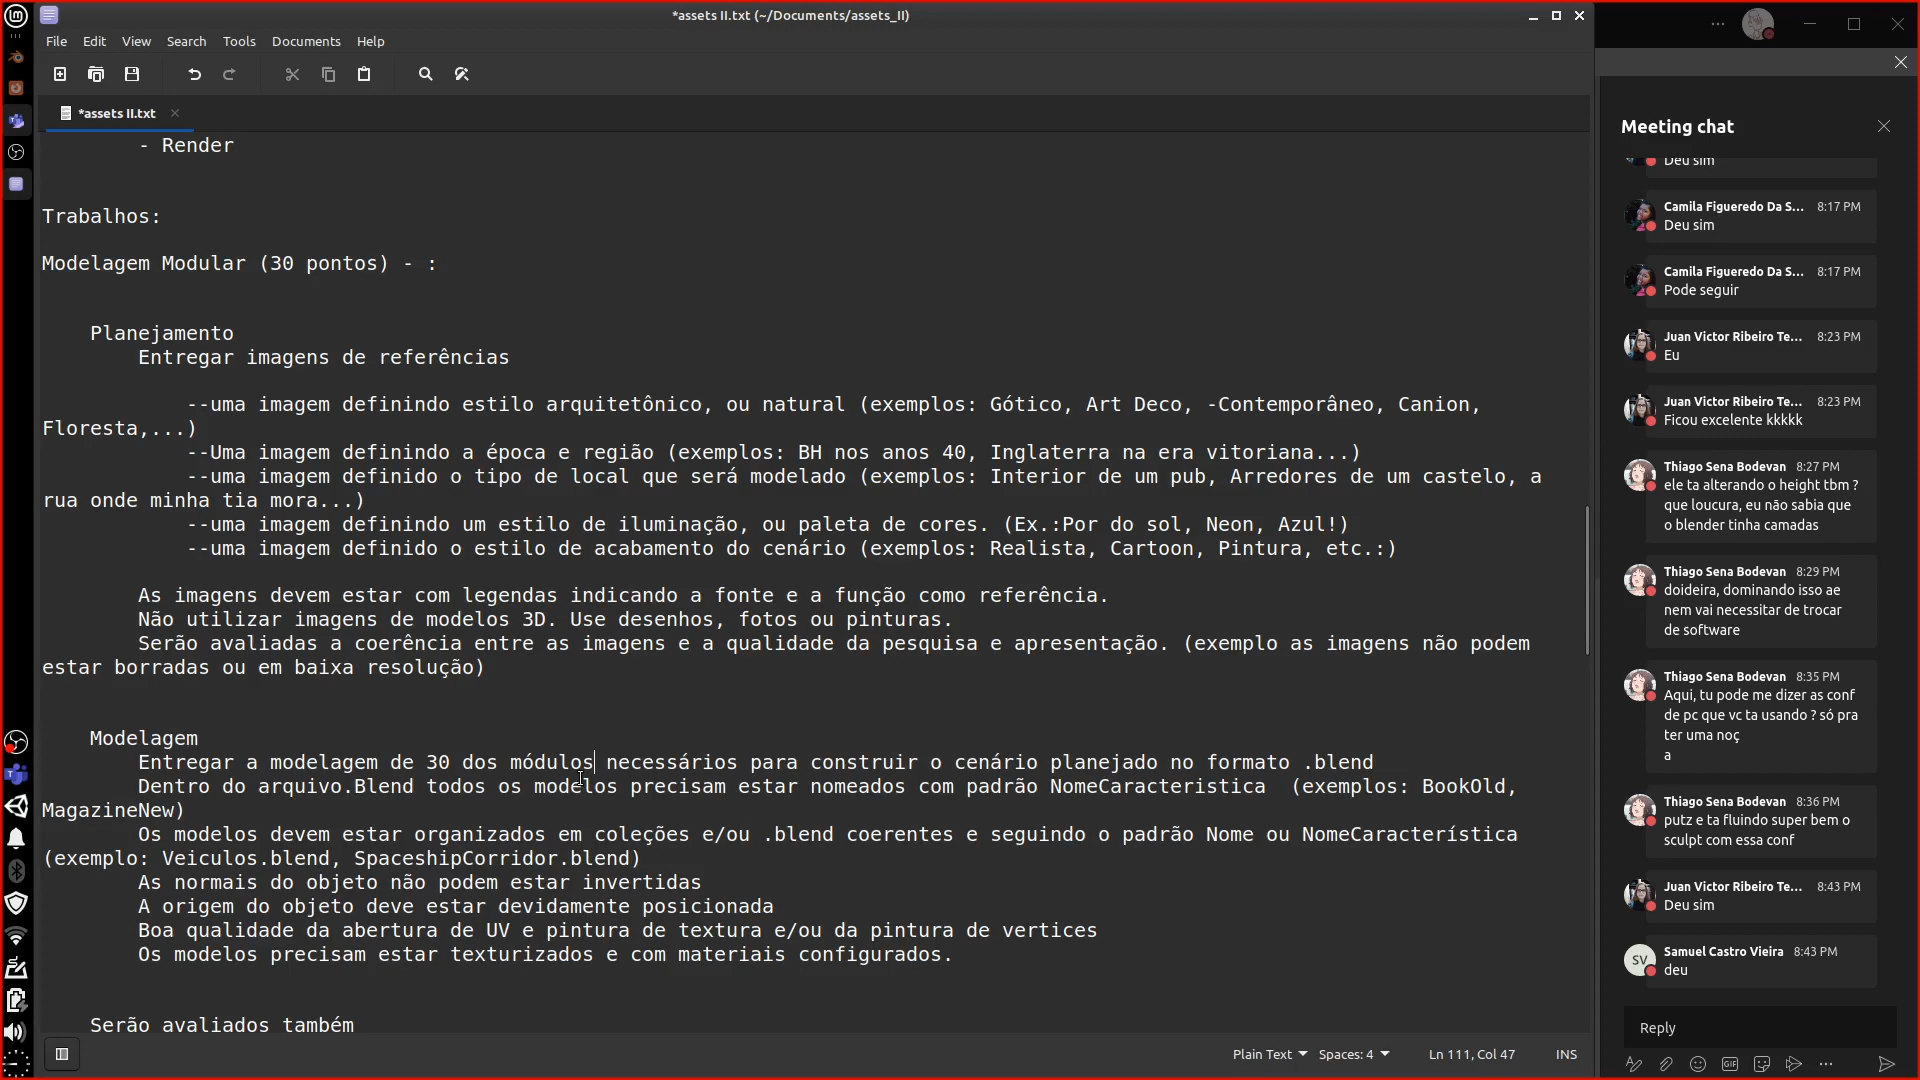 *assets II.txt (~/Documents/assets_II)
File Edit View Search Tools Documents Help
*assets II.txt
- Render
Trabalhos:
Modelagem Modular (30 pontos) - :
Planejamento
Entregar imagens de referências
--uma imagem definindo estilo arquitetônico, ou natural (exemplos: Gótico, Art Deco, -Contemporâneo, Canion,
Floresta,...)
--Uma imagem definindo a época e região (exemplos: BH nos anos 40, Inglaterra na era vitoriana...)
--uma imagem definido o tipo de local que será modelado (exemplos: Interior de um pub, Arredores de um castelo, a
rua onde minha tia mora...)
--uma imagem definindo um estilo de iluminação, ou paleta de cores. (Ex.:Por do sol, Neon, Azul!)
--uma imagem definido o estilo de acabamento do cenário (exemplos: Realista, Cartoon, Pintura, etc.:)
As imagens devem estar com legendas indicando a fonte e a função como referência.
Não utilizar imagens de modelos 3D. Use desenhos, fotos ou pinturas.
Serão avaliadas a coerência entre as imagens e a qualidade da pesquisa e apresentação. (exemplo as imagens não podem
estar borradas ou em baixa resolução)
Modelagem
Entregar a modelagem de 30 dos módulos necessários para construir o cenário planejado no formato .blend
Dentro do arquivo.Blend todos os modelos precisam estar nomeados com padrão NomeCaracteristica  (exemplos: BookOld,
MagazineNew)
Os modelos devem estar organizados em coleções e/ou .blend coerentes e seguindo o padrão Nome ou NomeCaracterística
(exemplo: Veiculos.blend, SpaceshipCorridor.blend)
As normais do objeto não podem estar invertidas
A origem do objeto deve estar devidamente posicionada
Boa qualidade da abertura de UV e pintura de textura e/ou da pintura de vertices
Os modelos precisam estar texturizados e com materiais configurados.
Serão avaliados também
Plain Text Spaces: 4 Ln 111, Col 47 INS
Meeting chat
Deu sim
Camila Figueredo Da S... 8:17 PM
Deu sim
Camila Figueredo Da S... 8:17 PM
Pode seguir
Juan Victor Ribeiro Te... 8:23 PM
Eu
Juan Victor Ribeiro Te... 8:23 PM
Ficou excelente kkkkk
Thiago Sena Bodevan 8:27 PM
ele ta alterando o height tbm ?
que loucura, eu não sabia que
o blender tinha camadas
Thiago Sena Bodevan 8:29 PM
doideira, dominando isso ae
nem vai necessitar de trocar
de software
Thiago Sena Bodevan 8:35 PM
Aqui, tu pode me dizer as conf
de pc que vc ta usando ? só pra
ter uma noç
a
Thiago Sena Bodevan 8:36 PM
putz e ta fluindo super bem o
sculpt com essa conf
Juan Victor Ribeiro Te... 8:43 PM
Deu sim
SV
Samuel Castro Vieira 8:43 PM
deu
Reply
GIF